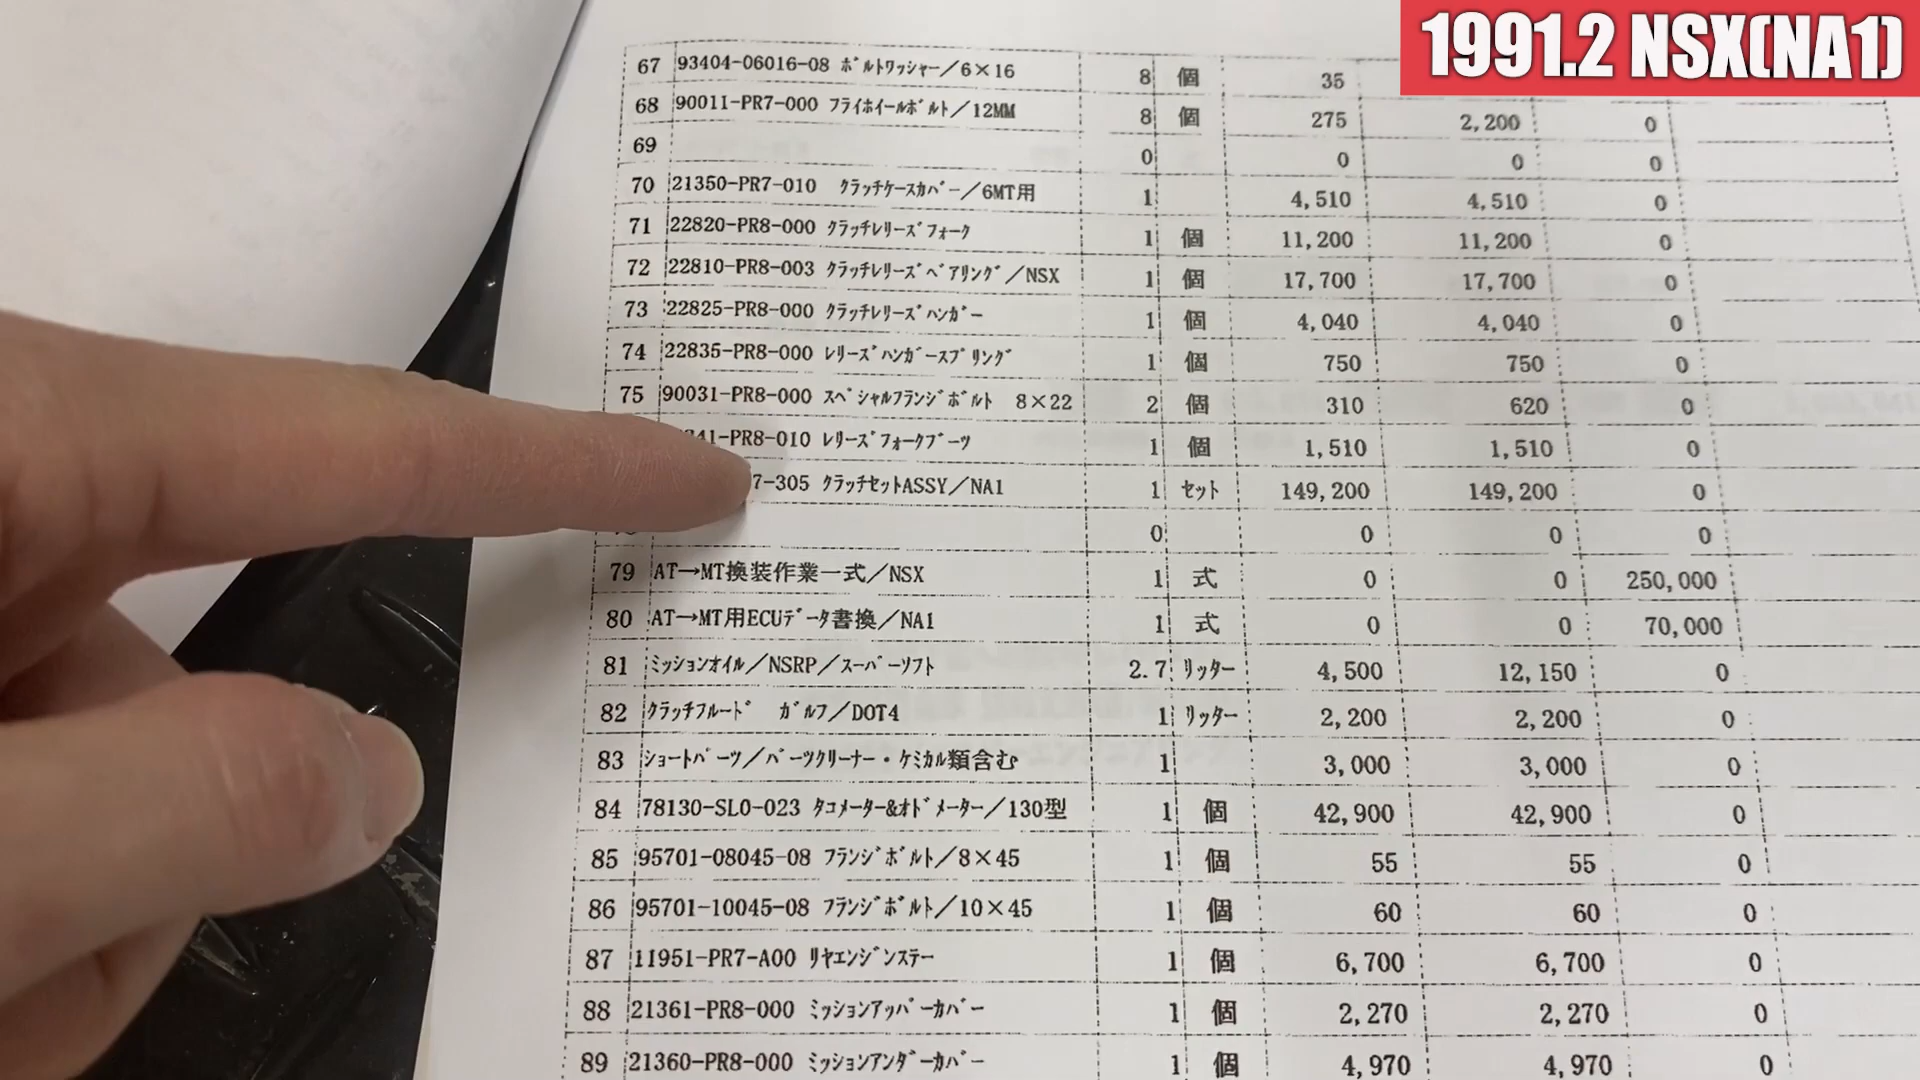 1991.2 NSX(NA1)
67 93404-06016-08 ﾎﾞﾙﾄﾜｯｼｬｰ／6×16 8 個 35
68 90011-PR7-000 ﾌﾗｲﾎｲｰﾙﾎﾞﾙﾄ／12MM 8 個 275 2,200 0
69 0 0 0 0
70 21350-PR7-010 ｸﾗｯﾁｹｰｽｶﾊﾞｰ／6MT用 1 4,510 4,510 0
71 22820-PR8-000 ｸﾗｯﾁﾚﾘｰｽﾞﾌｫｰｸ 1 個 11,200 11,200 0
72 22810-PR8-003 ｸﾗｯﾁﾚﾘｰｽﾞﾍﾞｱﾘﾝｸﾞ／NSX 1 個 17,700 17,700 0
73 22825-PR8-000 ｸﾗｯﾁﾚﾘｰｽﾞﾊﾝｶﾞｰ 1 個 4,040 4,040 0
74 22835-PR8-000 ﾚﾘｰｽﾞﾊﾝｶﾞｰｽﾌﾟﾘﾝｸﾞ 1 個 750 750 0
75 90031-PR8-000 ｽﾍﾟｼｬﾙﾌﾗﾝｼﾞﾎﾞﾙﾄ 8×22 2 個 310 620 0
41-PR8-010 ﾚﾘｰｽﾞﾌｫｰｸﾌﾞｰﾂ 1 個 1,510 1,510 0
7-305 ｸﾗｯﾁｾｯﾄASSY／NA1 1 ｾｯﾄ 149,200 149,200 0
0 0 0 0
79 AT→MT換装作業一式／NSX 1 式 0 0 250,000
80 AT→MT用ECUﾃﾞｰﾀ書換／NA1 1 式 0 0 70,000
81 ﾐｯｼｮﾝｵｲﾙ／NSRP／ｽｰﾊﾟｰｿﾌﾄ 2.7 ﾘｯﾀｰ 4,500 12,150 0
82 ｸﾗｯﾁﾌﾙｰﾄﾞ ｶﾞﾙﾌ／DOT4 1 ﾘｯﾀｰ 2,200 2,200 0
83 ｼｮｰﾄﾊﾟｰﾂ／ﾊﾟｰﾂｸﾘｰﾅｰ・ｹﾐｶﾙ類含む 1 3,000 3,000 0
84 78130-SL0-023 ﾀｺﾒｰﾀｰ&ｵﾄﾞﾒｰﾀｰ／130型 1 個 42,900 42,900 0
85 95701-08045-08 ﾌﾗﾝｼﾞﾎﾞﾙﾄ／8×45 1 個 55 55 0
86 95701-10045-08 ﾌﾗﾝｼﾞﾎﾞﾙﾄ／10×45 1 個 60 60 0
87 11951-PR7-A00 ﾘﾔｴﾝｼﾞﾝｽﾃｰ 1 個 6,700 6,700 0
88 21361-PR8-000 ﾐｯｼｮﾝｱｯﾊﾟｰｶﾊﾞｰ 1 個 2,270 2,270 0
89 21360-PR8-000 ﾐｯｼｮﾝｱﾝﾀﾞｰｶﾊﾞｰ 1 個 4,970 4,970 0